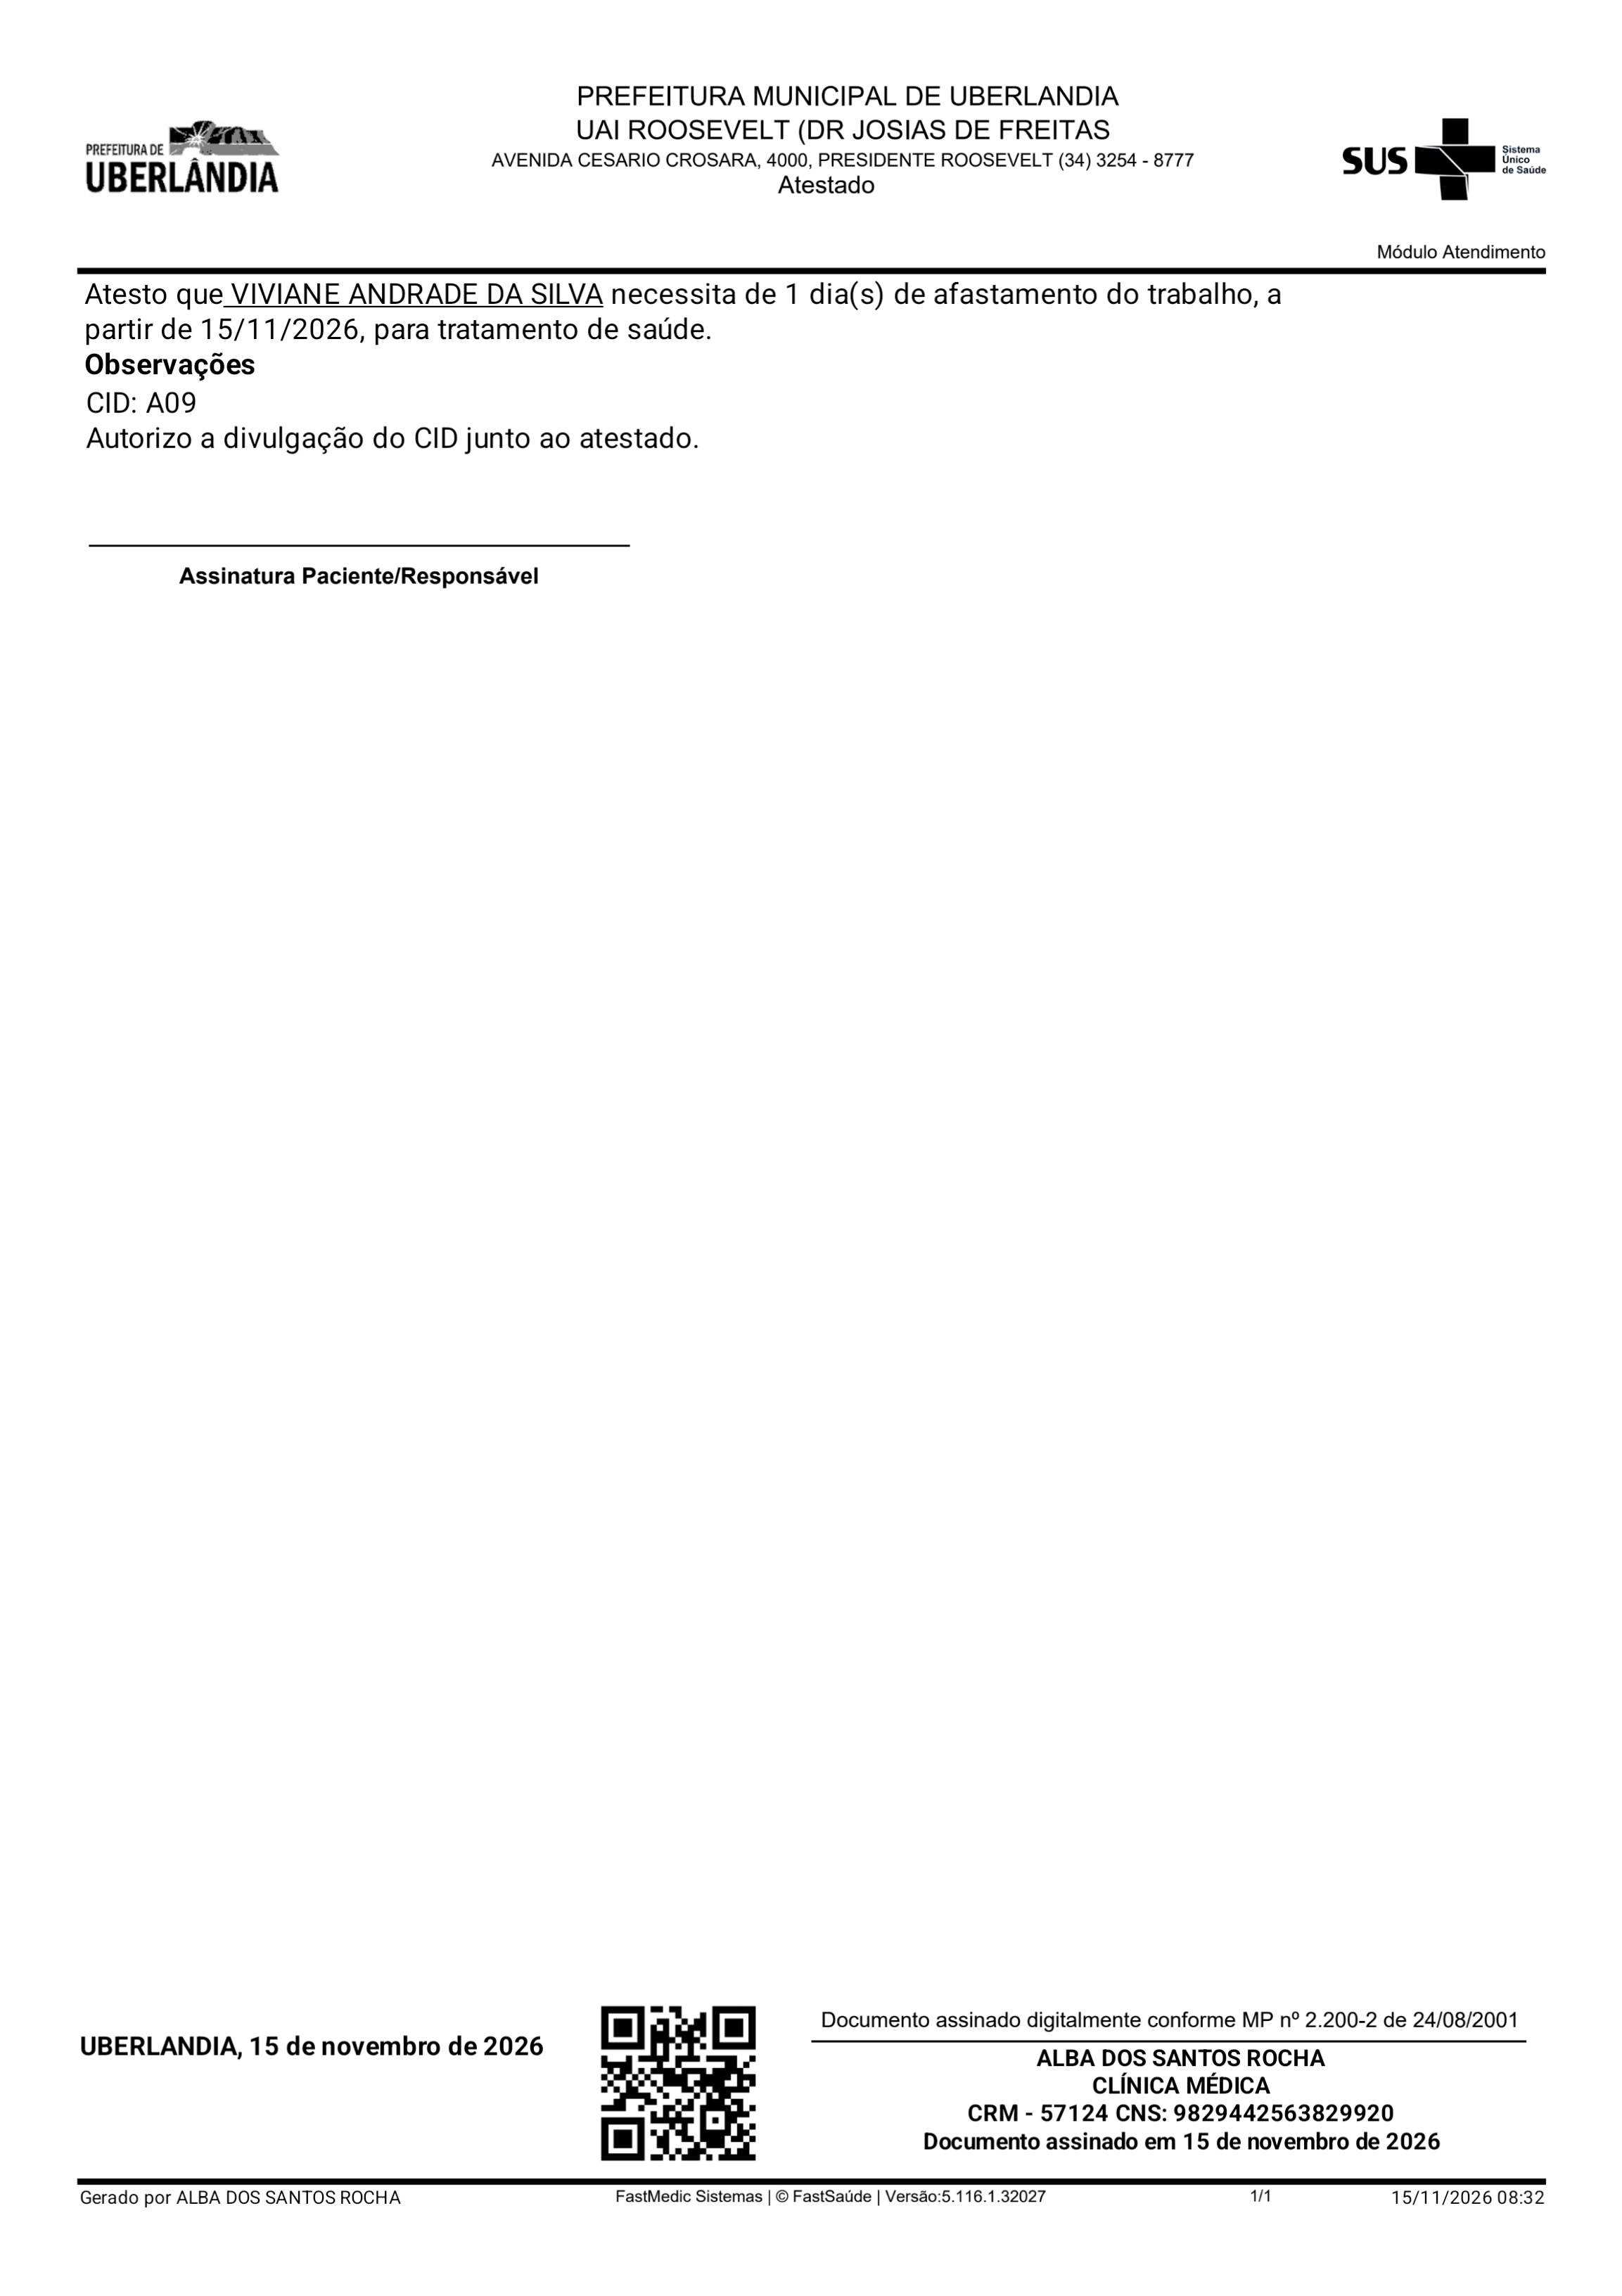 PREFEITURA DE
UBERLÂNDIA
PREFEITURA MUNICIPAL DE UBERLANDIA
UAI ROOSEVELT (DR JOSIAS DE FREITAS
AVENIDA CESARIO CROSARA, 4000, PRESIDENTE ROOSEVELT (34) 3254 - 8777
Atestado
SUS
Sistema
Único
de Saúde
Módulo Atendimento
Atesto que VIVIANE ANDRADE DA SILVA necessita de 1 dia(s) de afastamento do trabalho, a
partir de 15/11/2026, para tratamento de saúde.
Observações
CID: A09
Autorizo a divulgação do CID junto ao atestado.
Assinatura Paciente/Responsável
UBERLANDIA, 15 de novembro de 2026
Documento assinado digitalmente conforme MP nº 2.200-2 de 24/08/2001
ALBA DOS SANTOS ROCHA
CLÍNICA MÉDICA
CRM - 57124 CNS: 9829442563829920
Documento assinado em 15 de novembro de 2026
Gerado por ALBA DOS SANTOS ROCHA
FastMedic Sistemas | © FastSaúde | Versão:5.116.1.32027
1/1
15/11/2026 08:32